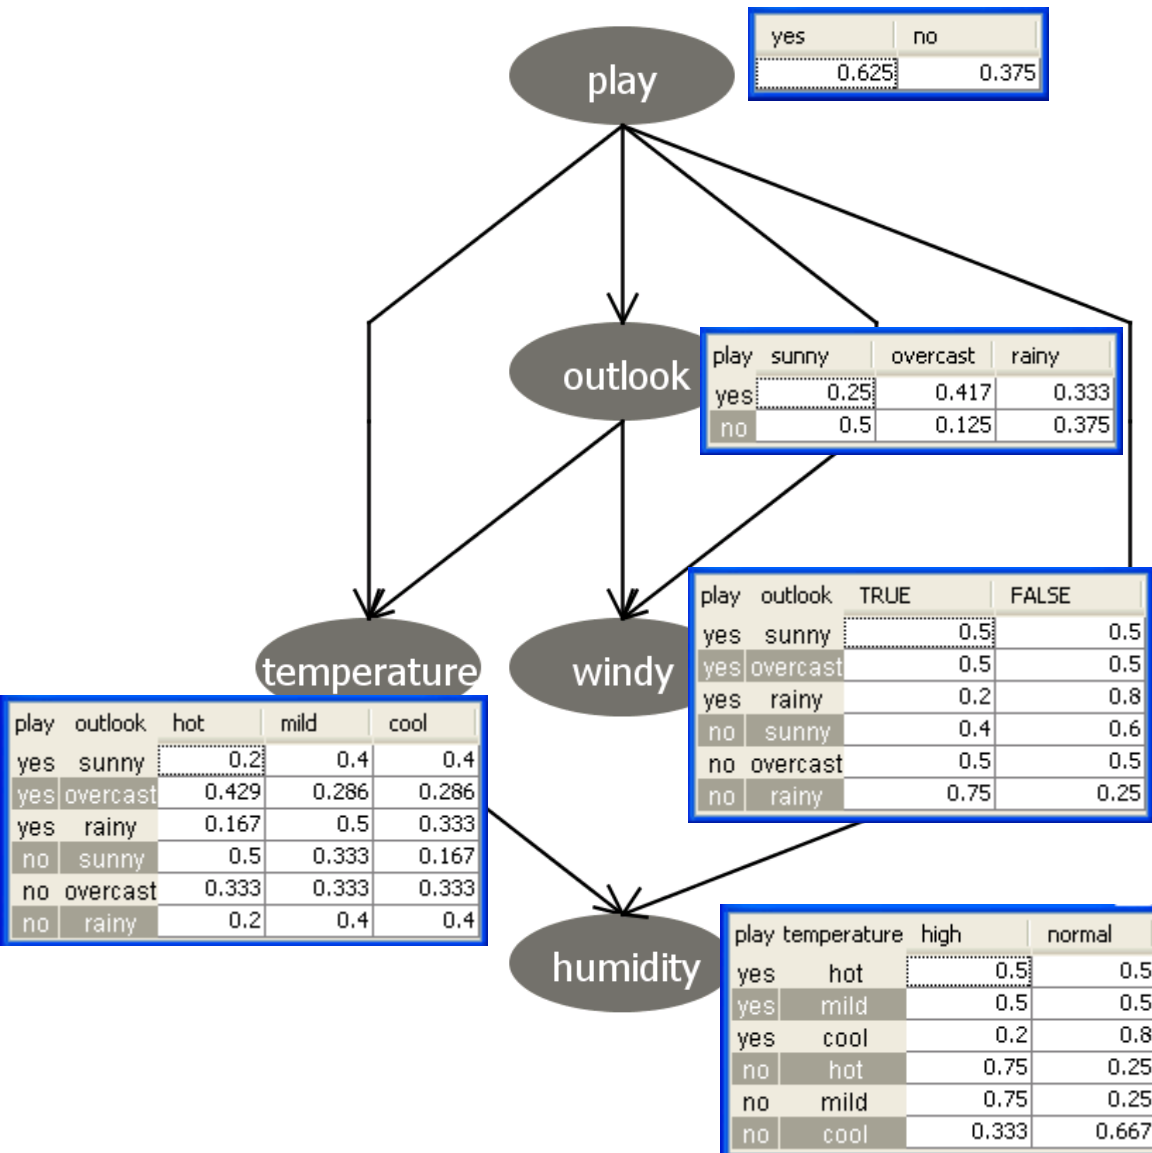 play
yes no
0.625 0.375
outlook
play sunny overcast rainy
yes 0.25 0.417 0.333
no 0.5 0.125 0.375
temperature
windy
play outlook TRUE FALSE
yes sunny 0.5 0.5
yes overcast 0.5 0.5
yes rainy 0.2 0.8
no sunny 0.4 0.6
no overcast 0.5 0.5
no rainy 0.75 0.25
play outlook hot mild cool
yes sunny 0.2 0.4 0.4
yes overcast 0.429 0.286 0.286
yes rainy 0.167 0.5 0.333
no sunny 0.5 0.333 0.167
no overcast 0.333 0.333 0.333
no rainy 0.2 0.4 0.4
humidity
play temperature high normal
yes hot 0.5 0.5
yes mild 0.5 0.5
yes cool 0.2 0.8
no hot 0.75 0.25
no mild 0.75 0.25
no cool 0.333 0.667